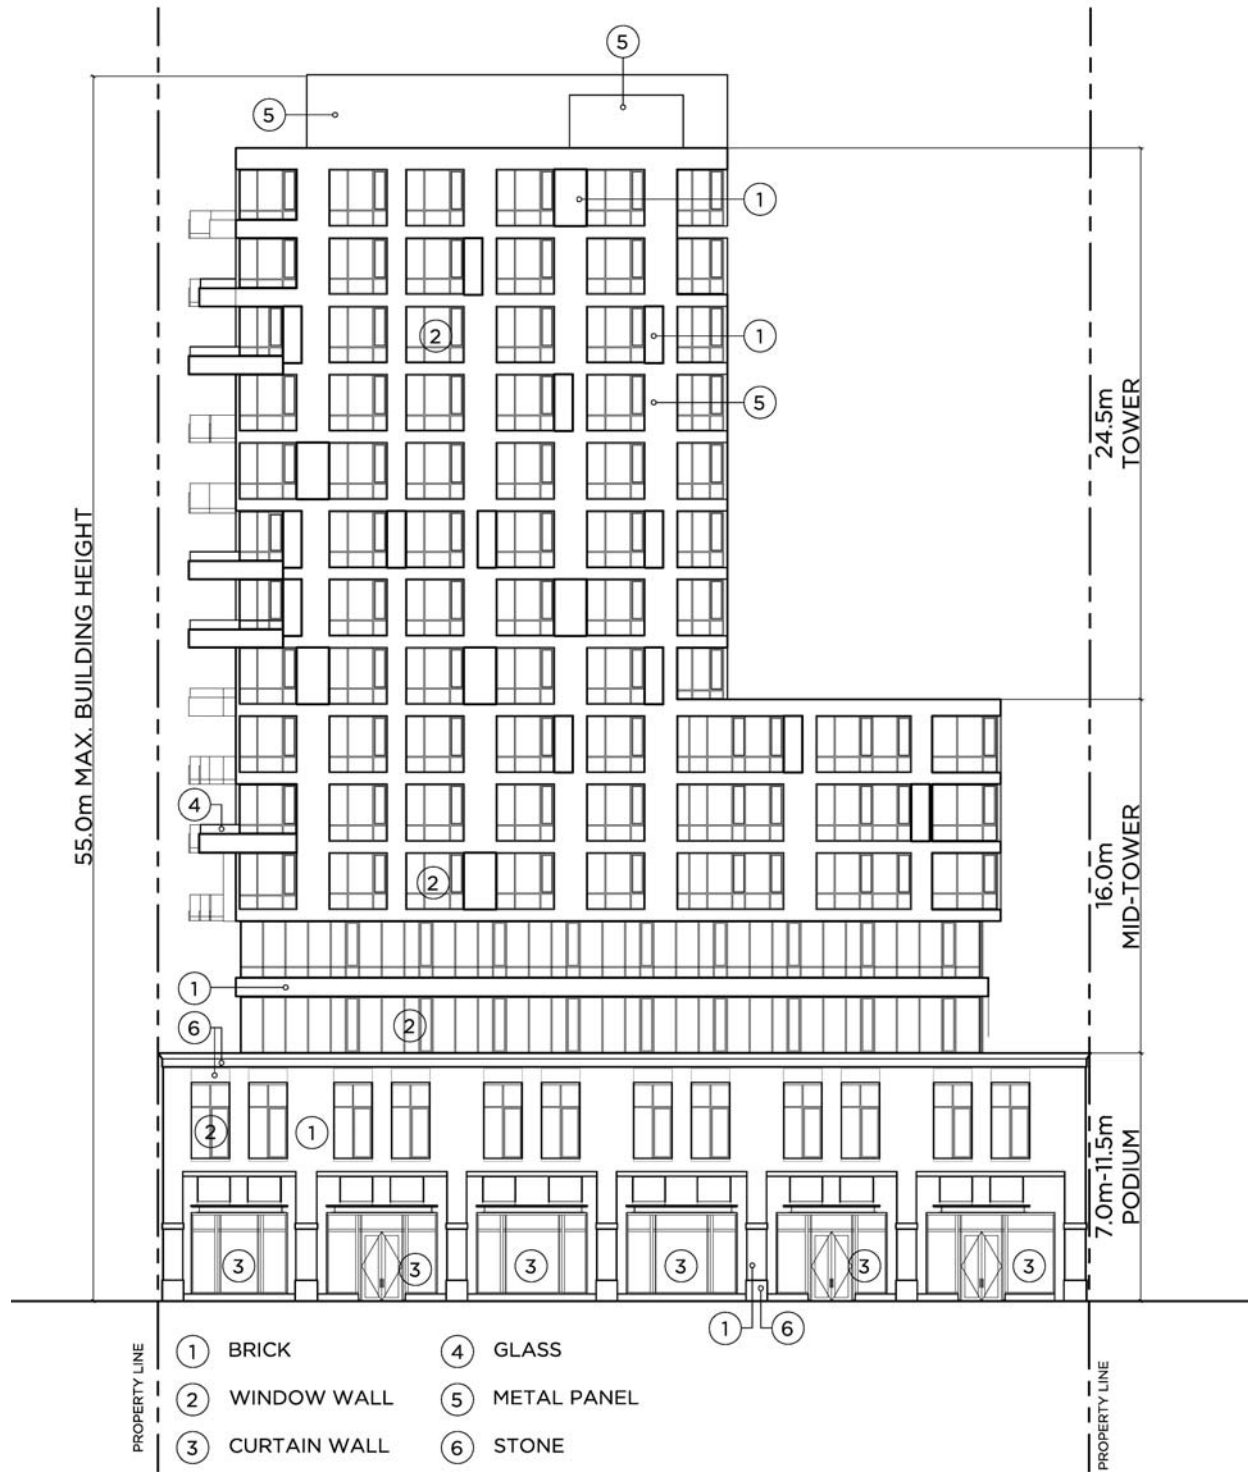 5
5
1
2
1
5
24.5m
TOWER
55.0m MAX. BUILDING HEIGHT
4
2
16.0m
MID-TOWER
1
6
2
2
1
7.0m-11.5m
PODIUM
3
3
3
3
3
3
1
6
PROPERTY LINE
1 BRICK
2 WINDOW WALL
3 CURTAIN WALL
4 GLASS
5 METAL PANEL
6 STONE
PROPERTY LINE